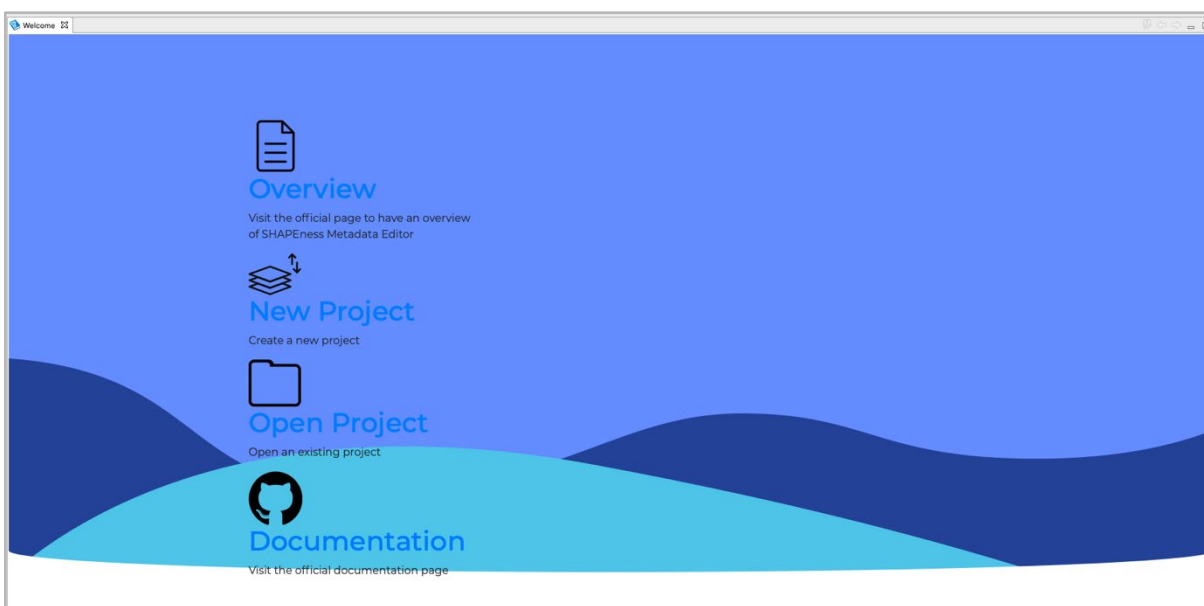 Welcome
Overview
Visit the official page to have an overview
of SHAPEness Metadata Editor
New Project
Create a new project
Open Project
Open an existing project
Documentation
Visit the official documentation page